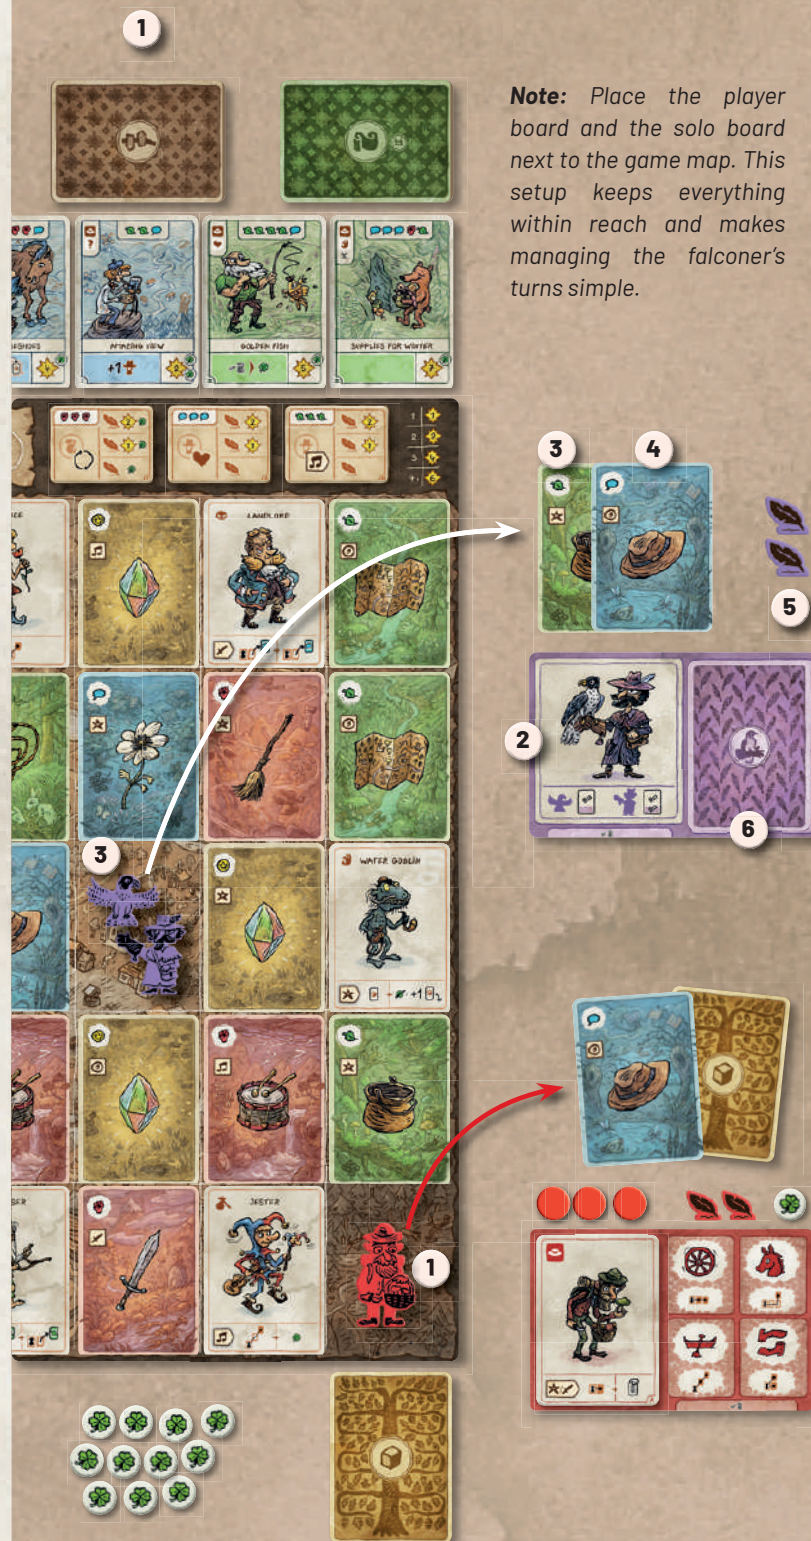 1
Note: Place the player
board and the solo board
next to the game map. This
setup keeps everything
within reach and makes
managing the falconer's
turns simple.
AMAZING VIEW
GOLDEN FISH
SUPPLIES FOR WINTER
+1
3
4
LANDLORD
5
2
6
3
WATER GOBLIN
+1
JESTER
1